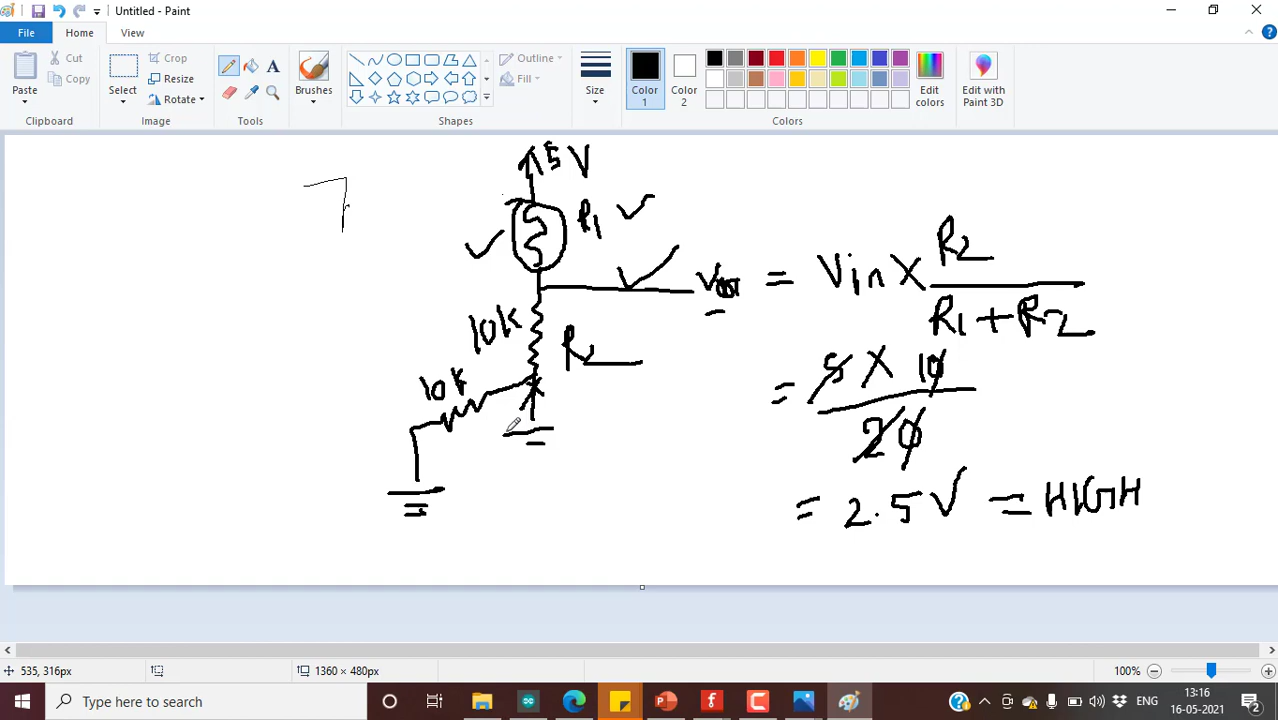 Untitled - Paint
File
Home
View
Paste
Cut
Copy
Clipboard
Select
Crop
Resize
Rotate
Image
Tools
Brushes
Outline
Fill
Shapes
Size
Color 1
Color 2
Colors
Edit colors
Edit with Paint 3D
5V
R1
= Vin X R2
R1+R2
10K
R2
10K
= 5 X 10
20
= 2.5V = HIGH
535, 316px
1360 × 480px
100%
Type here to search
ENG
13:16
16-05-2021
2